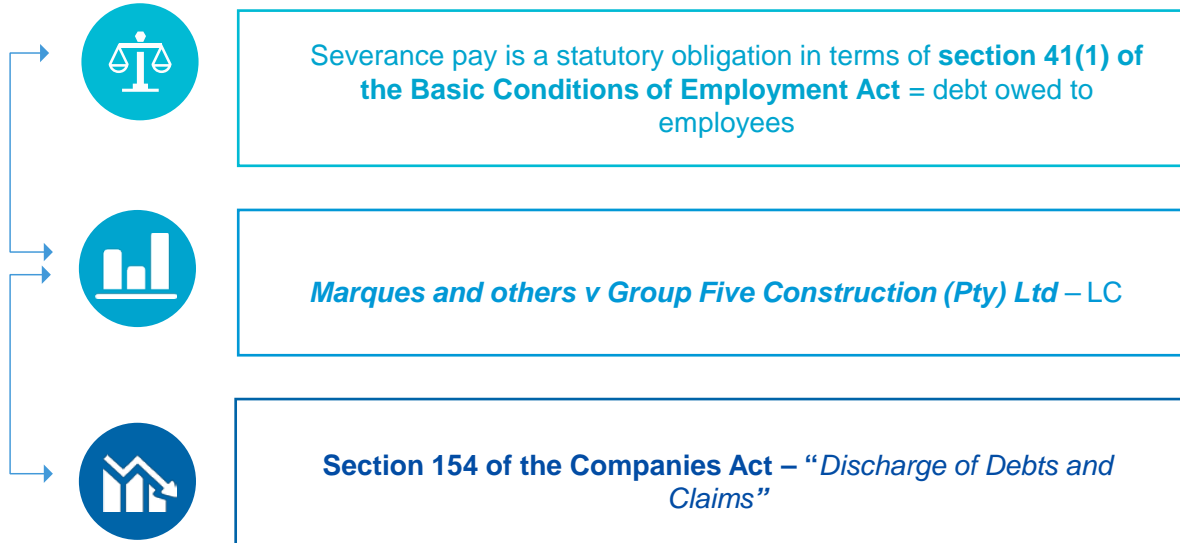 Severance pay is a statutory obligation in terms of section 41(1) of
the Basic Conditions of Employment Act = debt owed to
employees
Marques and others v Group Five Construction (Pty) Ltd – LC
Section 154 of the Companies Act – “Discharge of Debts and
Claims”